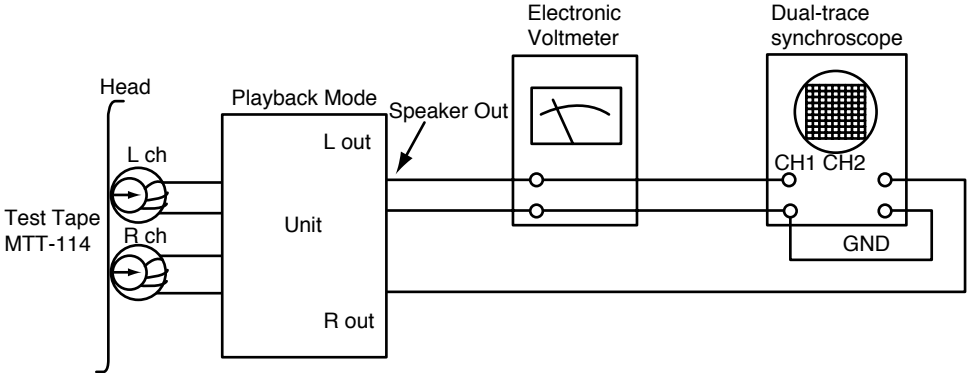 Electronic
Voltmeter
Dual-trace
synchroscope
Head
Playback Mode
Speaker Out
L out
L ch
CH1 CH2
Test Tape
MTT-114
R ch
Unit
GND
R out